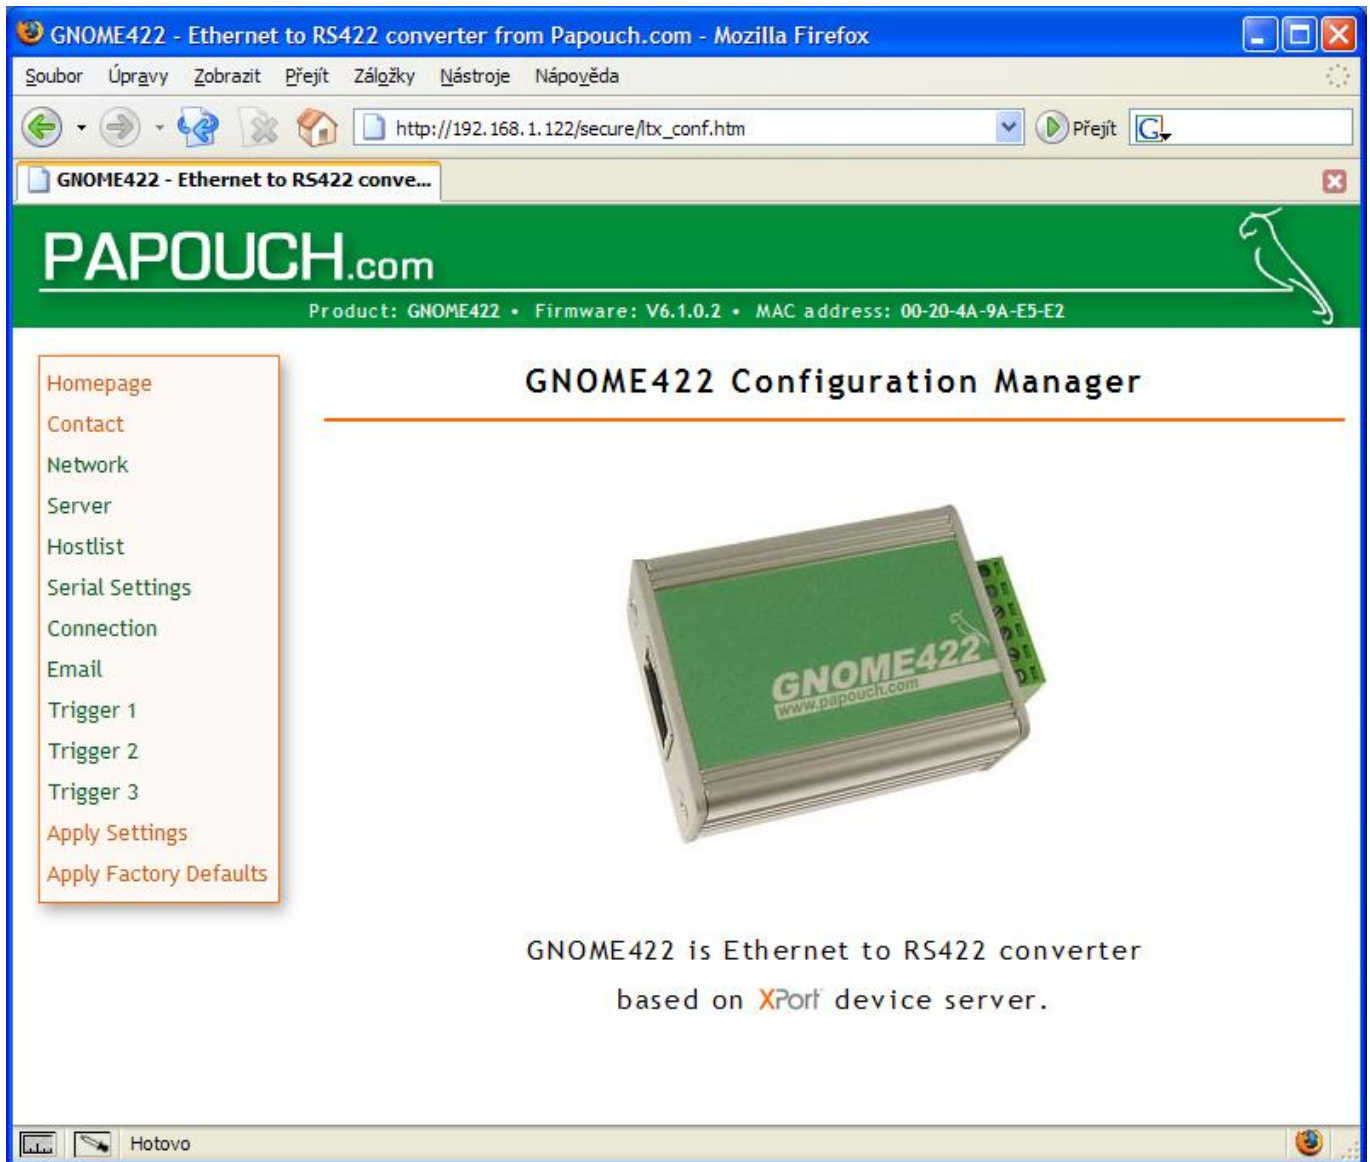 GNOME422 - Ethernet to RS422 converter from Papouch.com - Mozilla Firefox
Soubor Úpravy Zobrazit Přejít Záložky Nástroje Nápověda
http://192.168.1.122/secure/ltx_conf.htm Přejít G
GNOME422 - Ethernet to RS422 conve...
PAPOUCH.com
Product: GNOME422 • Firmware: V6.1.0.2 • MAC address: 00-20-4A-9A-E5-E2
Homepage
Contact
Network
Server
Hostlist
Serial Settings
Connection
Email
Trigger 1
Trigger 2
Trigger 3
Apply Settings
Apply Factory Defaults
GNOME422 Configuration Manager
GNOME422
www.papouch.com
GNOME422 is Ethernet to RS422 converter
based on XPort device server.
Hotovo